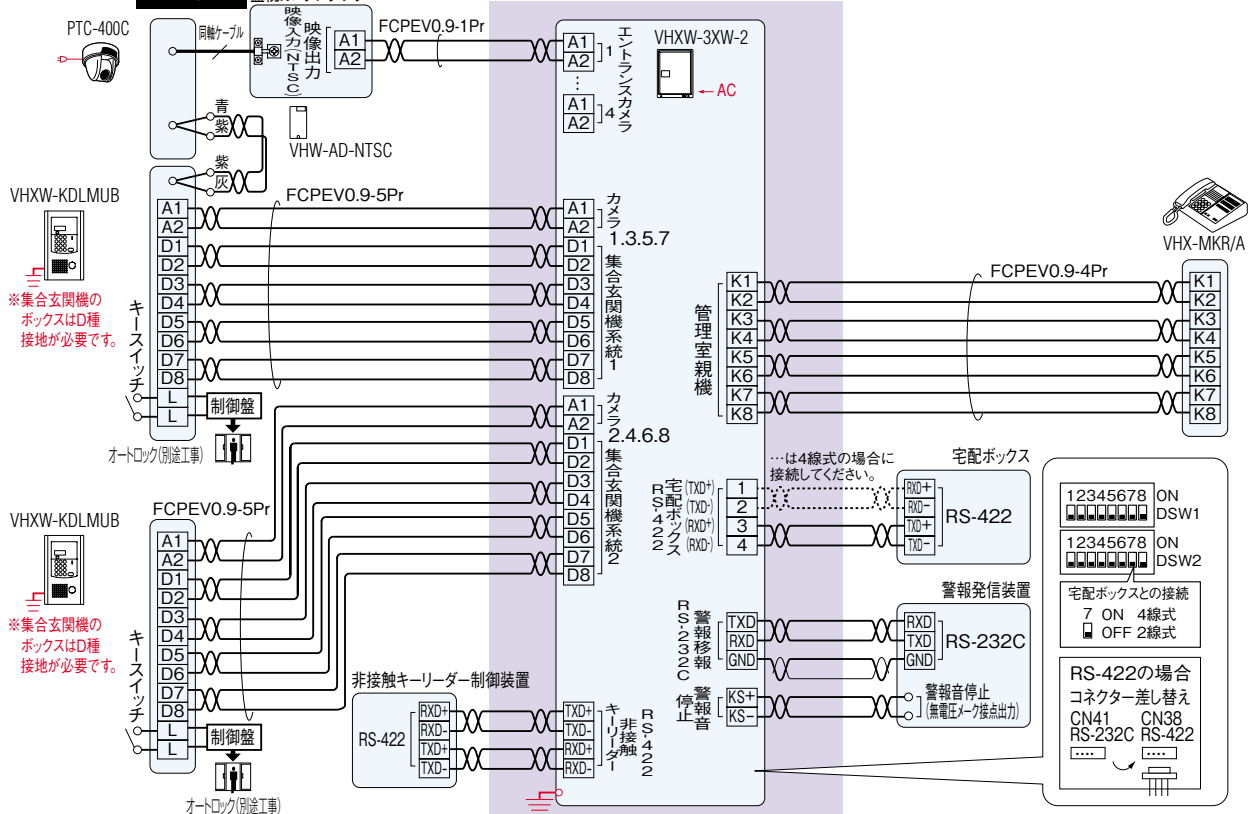 PTC-400C
同軸ケーブル
映像入力(NTSC)
映像出力
A1
A2
FCPEV0.9-1Pr
VHW-AD-NTSC
青
紫
紫
灰
A1
A2
1
⋮
A1
A2
4
エントランスカメラ
VHXW-3XW-2
AC
VHXW-KDLMUB
※集合玄関機の
ボックスはD種
接地が必要です。
キースイッチ
A1
A2
D1
D2
D3
D4
D5
D6
D7
D8
L
L
制御盤
オートロック(別途工事)
FCPEV0.9-5Pr
A1
A2
カメラ
1.3.5.7
D1
D2
D3
D4
D5
D6
D7
D8
集合玄関機系統1
VHXW-KDLMUB
※集合玄関機の
ボックスはD種
接地が必要です。
キースイッチ
FCPEV0.9-5Pr
A1
A2
D1
D2
D3
D4
D5
D6
D7
D8
L
L
制御盤
オートロック(別途工事)
A1
A2
カメラ
2.4.6.8
D1
D2
D3
D4
D5
D6
D7
D8
集合玄関機系統2
非接触キーリーダー制御装置
RS-422
RXD+
RXD-
TXD+
TXD-
TXD+
TXD-
RXD+
RXD-
非接触キーリーダー
RS-422
管理室親機
K1
K2
K3
K4
K5
K6
K7
K8
FCPEV0.9-4Pr
VHX-MKR/A
K1
K2
K3
K4
K5
K6
K7
K8
…は4線式の場合に
接続してください。
宅配ボックス
RS-422
(TXD+) 1
(TXD-) 2
(RXD+) 3
(RXD-) 4
宅配ボックス
RXD+
RXD-
TXD+
TXD-
RS-422
警報移報
RS-232C
TXD
RXD
GND
警報発信装置
RXD
TXD
GND
RS-232C
警報音停止
KS+
KS-
警報音停止
(無電圧メーク接点出力)
12345678 ON
DSW1
12345678 ON
DSW2
宅配ボックスとの接続
7 ON 4線式
OFF 2線式
RS-422の場合
コネクター差し替え
CN41 CN38
RS-232C RS-422